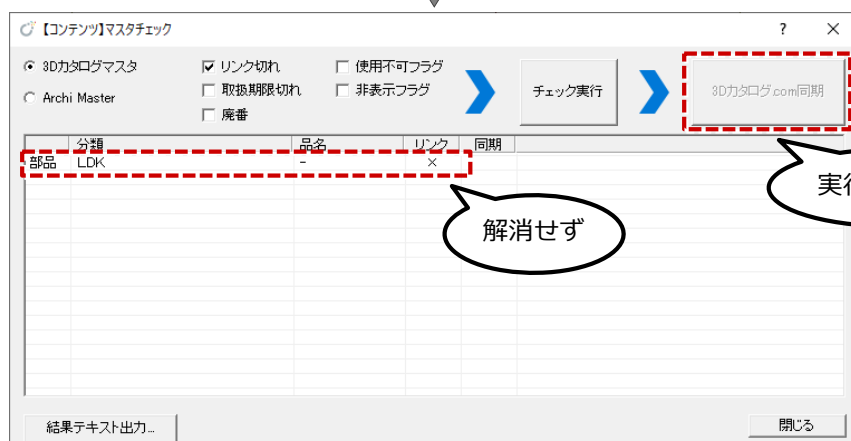 【コンテンツ】マスタチェック ? ×
3Dカタログマスタ
Archi Master
リンク切れ
取扱期限切れ
廃番
使用不可フラグ
非表示フラグ
チェック実行
3Dカタログ.com同期
分類 品名 リンク 同期
部品 LDK - ×
実行
解消せず
結果テキスト出力...
閉じる